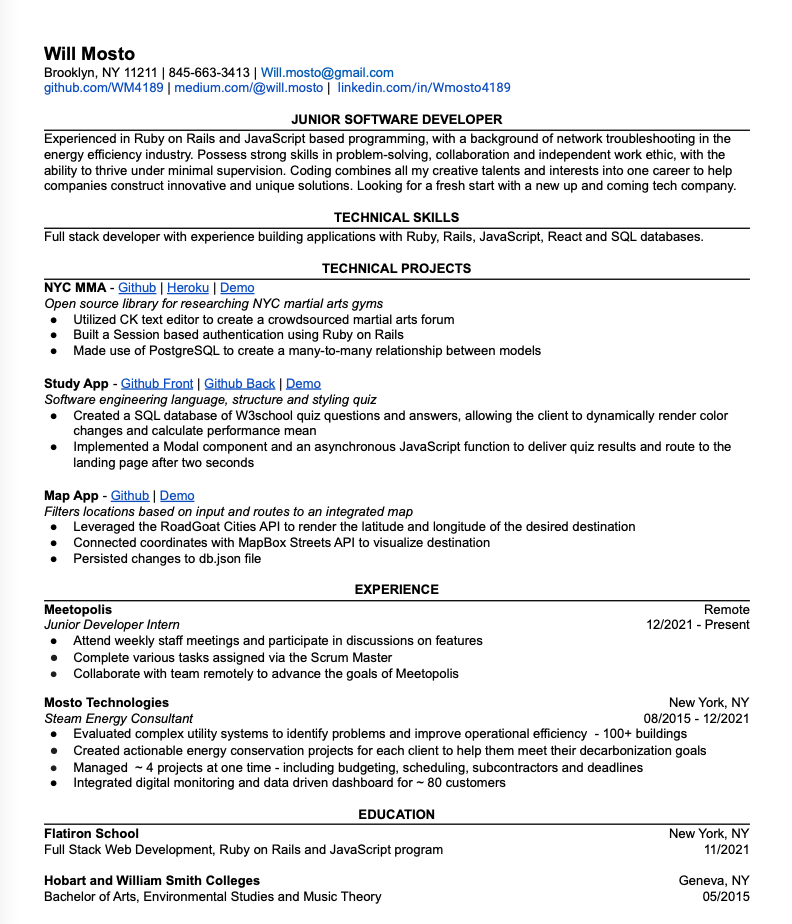 Will Mosto
Brooklyn, NY 11211 | 845-663-3413 | Will.mosto@gmail.com
github.com/WM4189 | medium.com/@will.mosto | linkedin.com/in/Wmosto4189
JUNIOR SOFTWARE DEVELOPER
Experienced in Ruby on Rails and JavaScript based programming, with a background of network troubleshooting in the
energy efficiency industry. Possess strong skills in problem-solving, collaboration and independent work ethic, with the
ability to thrive under minimal supervision. Coding combines all my creative talents and interests into one career to help
companies construct innovative and unique solutions. Looking for a fresh start with a new up and coming tech company.
TECHNICAL SKILLS
Full stack developer with experience building applications with Ruby, Rails, JavaScript, React and SQL databases.
TECHNICAL PROJECTS
NYC MMA - Github | Heroku | Demo
Open source library for researching NYC martial arts gyms
● Utilized CK text editor to create a crowdsourced martial arts forum
● Built a Session based authentication using Ruby on Rails
● Made use of PostgreSQL to create a many-to-many relationship between models
Study App - Github Front | Github Back | Demo
Software engineering language, structure and styling quiz
● Created a SQL database of W3school quiz questions and answers, allowing the client to dynamically render color
changes and calculate performance mean
● Implemented a Modal component and an asynchronous JavaScript function to deliver quiz results and route to the
landing page after two seconds
Map App - Github | Demo
Filters locations based on input and routes to an integrated map
● Leveraged the RoadGoat Cities API to render the latitude and longitude of the desired destination
● Connected coordinates with MapBox Streets API to visualize destination
● Persisted changes to db.json file
EXPERIENCE
Meetopolis Remote
Junior Developer Intern 12/2021 - Present
● Attend weekly staff meetings and participate in discussions on features
● Complete various tasks assigned via the Scrum Master
● Collaborate with team remotely to advance the goals of Meetopolis
Mosto Technologies New York, NY
Steam Energy Consultant 08/2015 - 12/2021
● Evaluated complex utility systems to identify problems and improve operational efficiency - 100+ buildings
● Created actionable energy conservation projects for each client to help them meet their decarbonization goals
● Managed ~ 4 projects at one time - including budgeting, scheduling, subcontractors and deadlines
● Integrated digital monitoring and data driven dashboard for ~ 80 customers
EDUCATION
Flatiron School New York, NY
Full Stack Web Development, Ruby on Rails and JavaScript program 11/2021
Hobart and William Smith Colleges Geneva, NY
Bachelor of Arts, Environmental Studies and Music Theory 05/2015